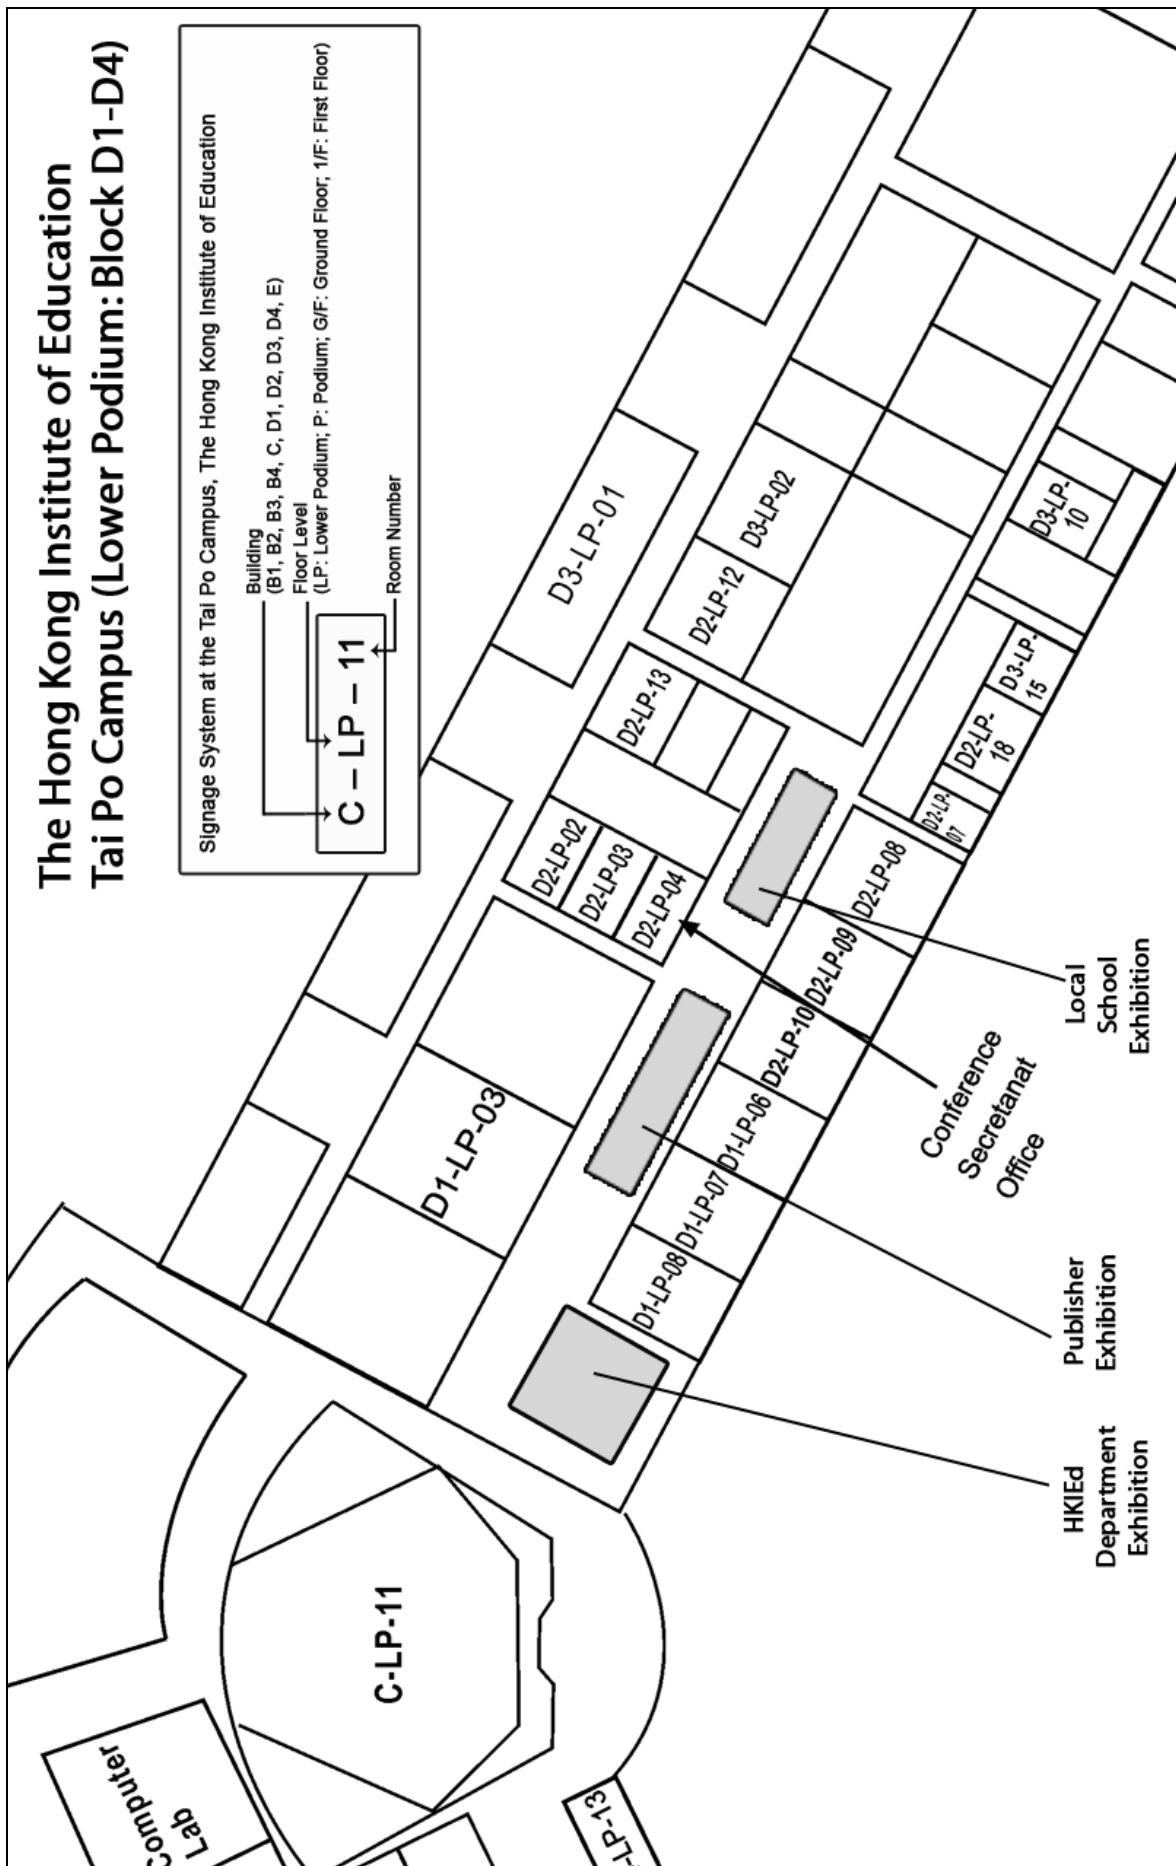 The Hong Kong Institute of Education
Tai Po Campus (Lower Podium: Block D1-D4)
Signage System at the Tai Po Campus, The Hong Kong Institute of Education
Building
(B1, B2, B3, B4, C, D1, D2, D3, D4, E)
Floor Level
(LP: Lower Podium; P: Podium; G/F: Ground Floor; 1/F: First Floor)
C – LP – 11
Room Number
Computer
Lab
C-LP-11
-LP-13
D1-LP-03
D2-LP-02
D2-LP-03
D2-LP-04
D2-LP-13
D3-LP-01
D2-LP-12
D3-LP-02
D1-LP-08
D1-LP-07
D1-LP-06
D2-LP-10
D2-LP-09
D2-LP-08
D2-LP-
07
D2-LP-
18
D3-LP-
15
D3-LP-
10
HKIEd
Department
Exhibition
Publisher
Exhibition
Conference
Secretanat
Office
Local
School
Exhibition